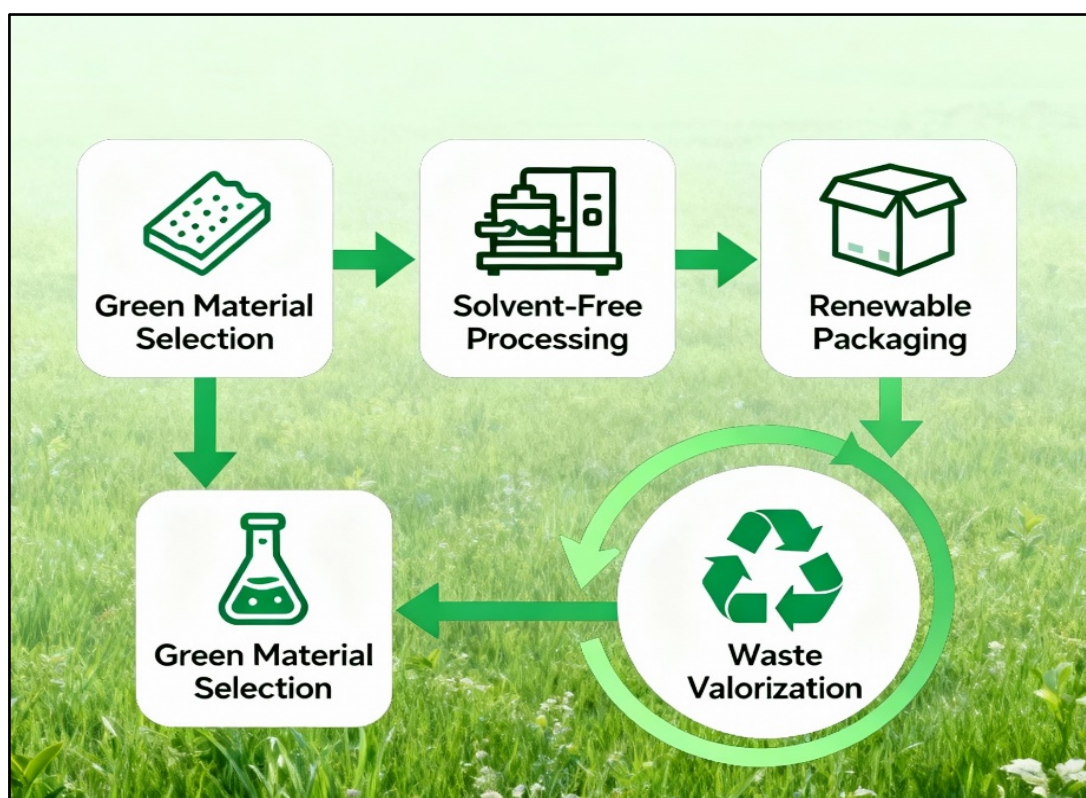 Green Material
Selection
Solvent-Free
Processing
Renewable
Packaging
Green Material
Selection
Waste
Valorization